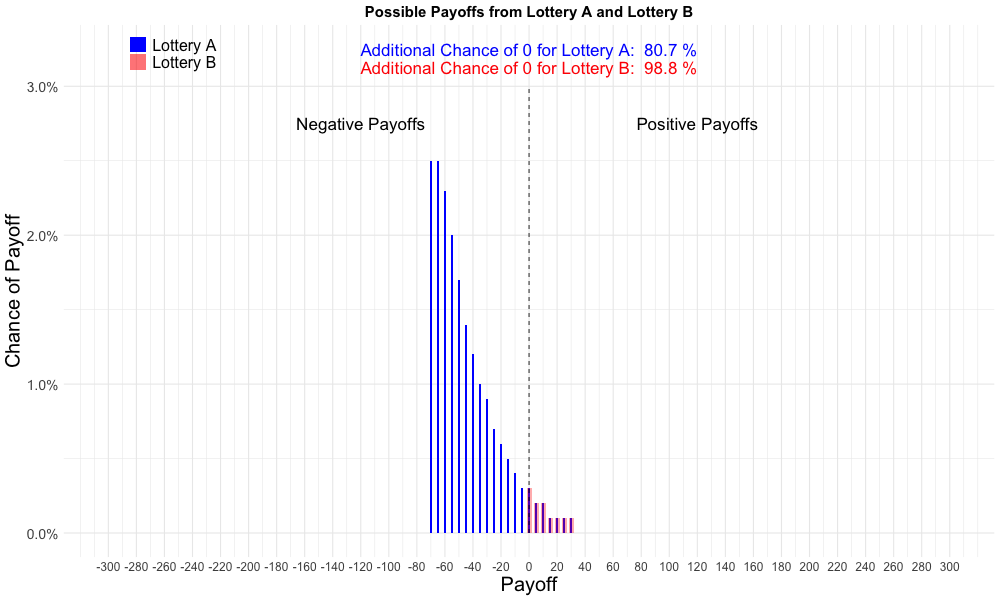 Possible Payoffs from Lottery A and Lottery B
Lottery A
Lottery B
Additional Chance of 0 for Lottery A: 80.7 %
Additional Chance of 0 for Lottery B: 98.8 %
3.0%
Negative Payoffs
Positive Payoffs
2.0%
1.0%
0.0%
Chance of Payoff
-300 -280 -260 -240 -220 -200 -180 -160 -140 -120 -100 -80 -60 -40 -20 0 20 40 60 80 100 120 140 160 180 200 220 240 260 280 300
Payoff